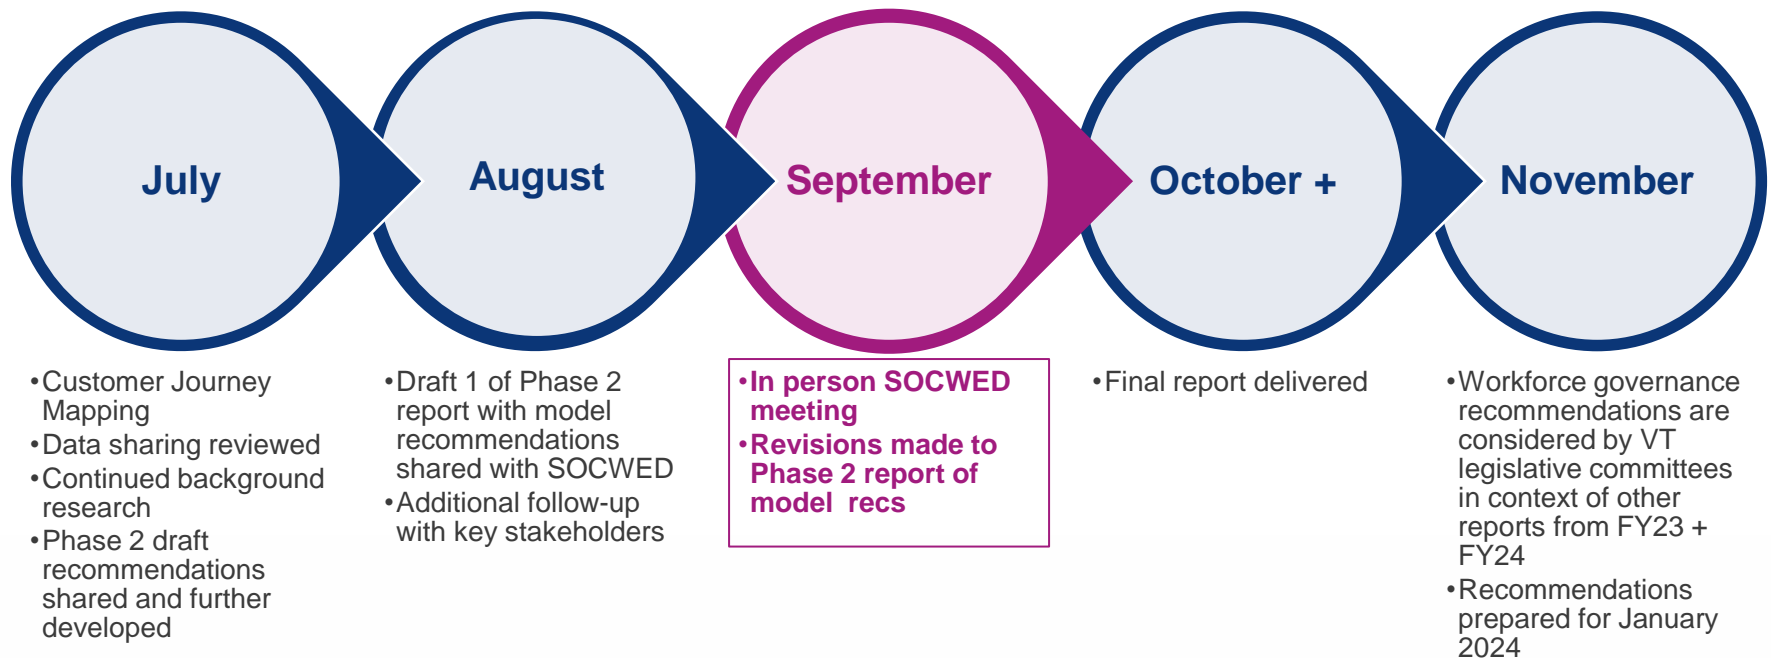 July
August
September
October +
November
•Customer Journey
Mapping
•Data sharing reviewed
•Continued background
research
•Phase 2 draft
recommendations
shared and further
developed
•Draft 1 of Phase 2
report with model
recommendations
shared with SOCWED
•Additional follow-up
with key stakeholders
•In person SOCWED
meeting
•Revisions made to
Phase 2 report of
model recs
•Final report delivered
•Workforce governance
recommendations are
considered by VT
legislative committees
in context of other
reports from FY23 +
FY24
•Recommendations
prepared for January
2024